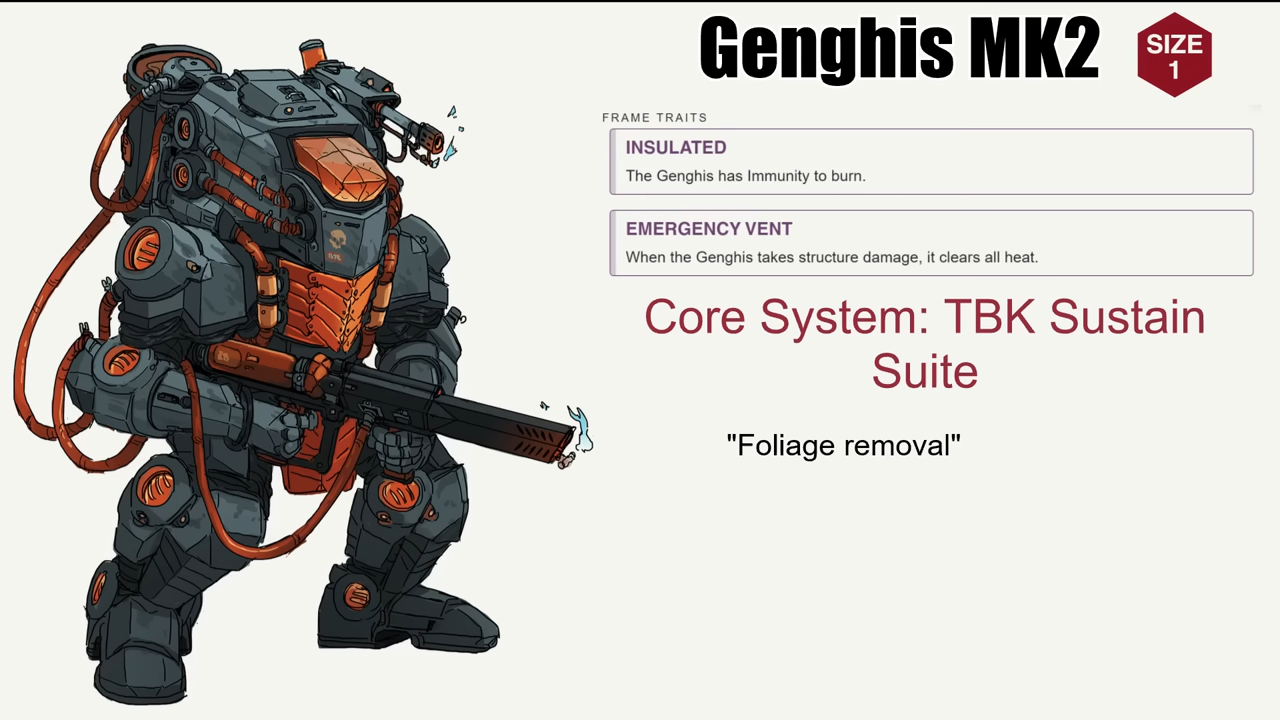 Genghis MK2
SIZE
1
FRAME TRAITS
INSULATED
The Genghis has Immunity to burn.
EMERGENCY VENT
When the Genghis takes structure damage, it clears all heat.
Core System: TBK Sustain
Suite
"Foliage removal"